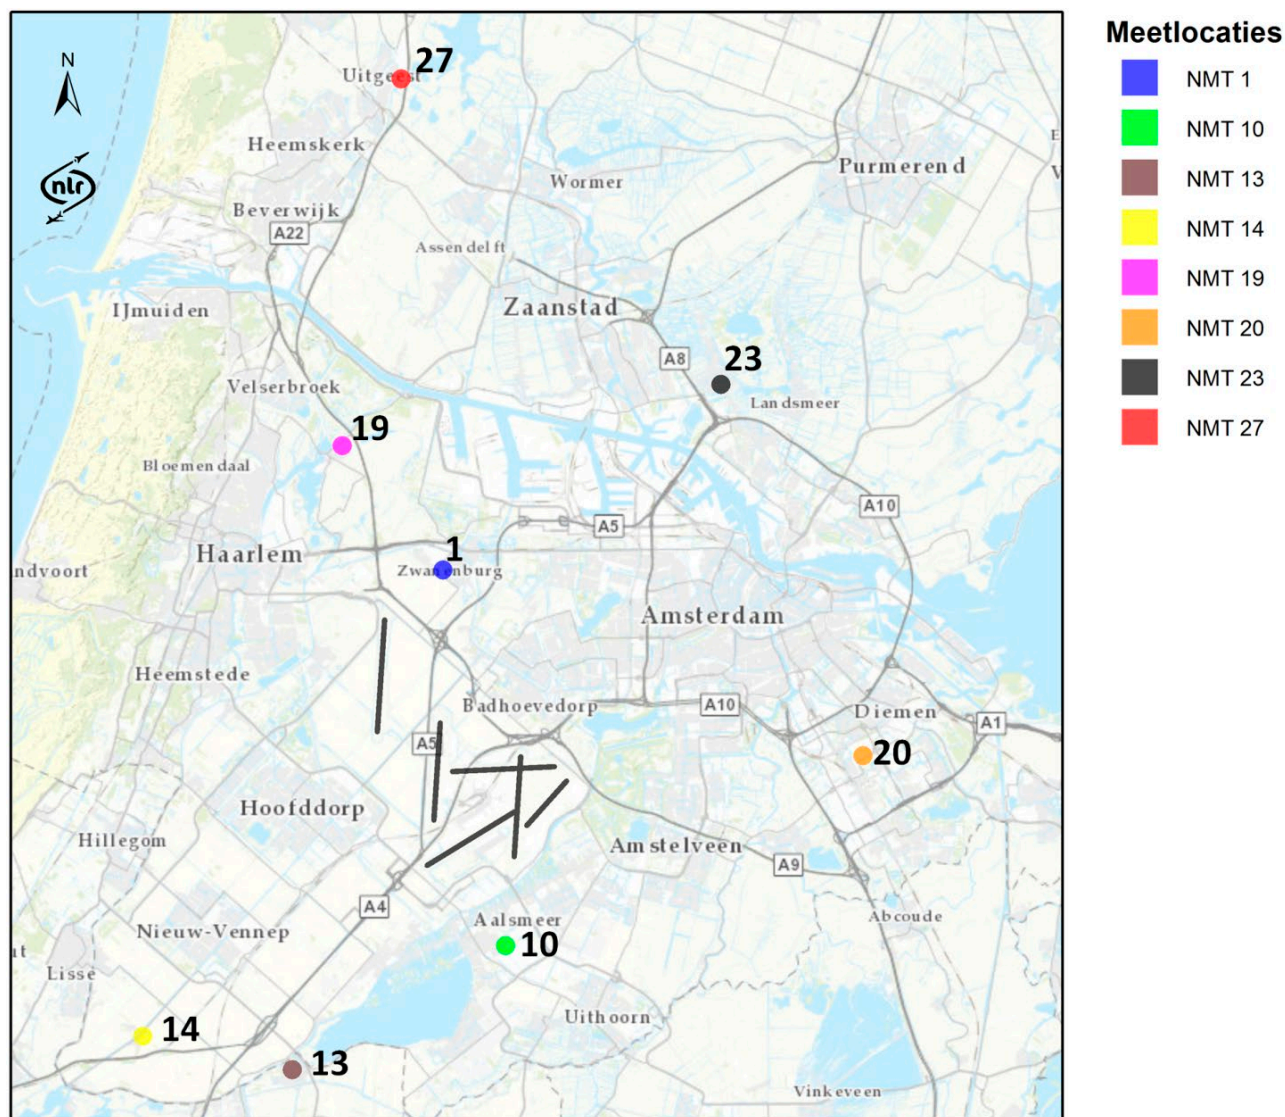 Meetlocaties
NMT 1
NMT 10
NMT 13
NMT 14
NMT 19
NMT 20
NMT 23
NMT 27
N
nlr
27
Uitgeest
Heemskerk
Wormer
Purmerend
Beverwijk
A22
Assendelft
IJmuiden
Zaanstad
A8
23
Velserbroek
Landsmeer
19
Bloemendaal
A10
A5
Haarlem
1
Zwanenburg
ndvoort
Amsterdam
Heemstede
Badhoevedorp
A10
Diemen
A1
A5
20
Hoofddorp
Hillegom
Amstelveen
A9
A4
Aalsmeer
Abcoude
Nieuw-Vennep
10
Lisse
14
Uithoorn
13
Vinkeveen